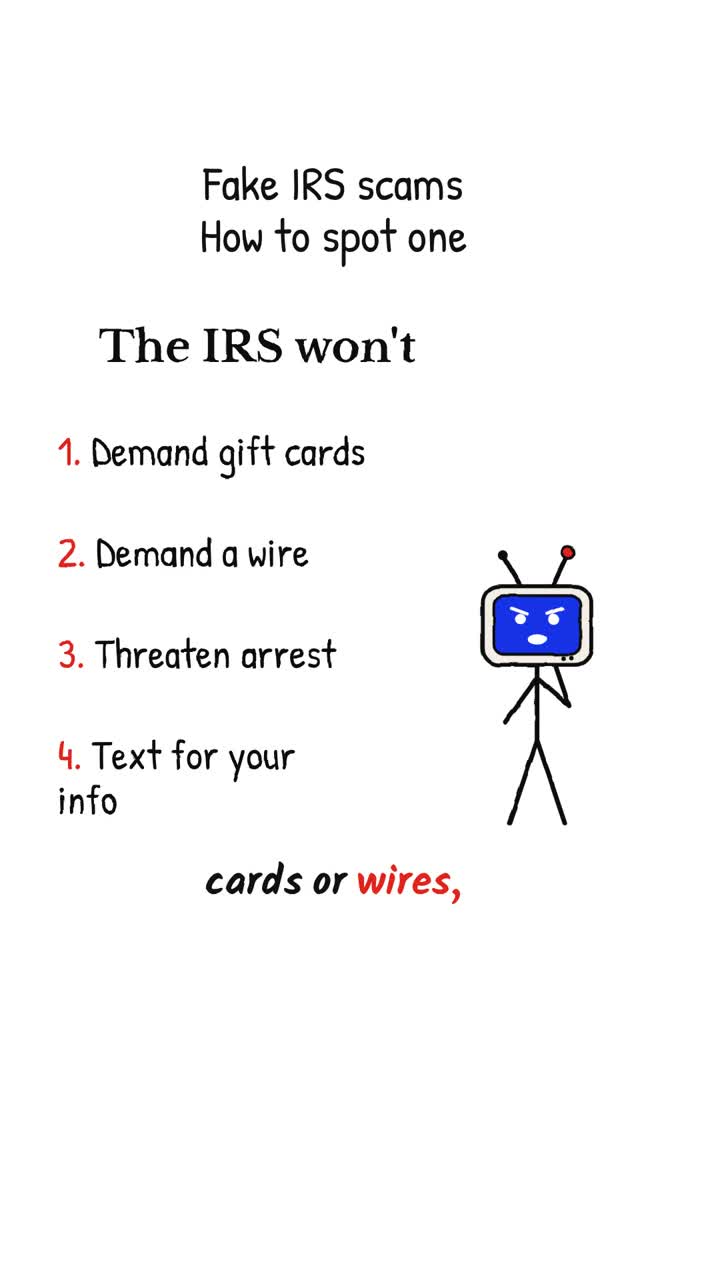 Fake IRS scams
How to spot one
The IRS won't
1. Demand gift cards
2. Demand a wire
3. Threaten arrest
4. Text for your
info
cards or wires,